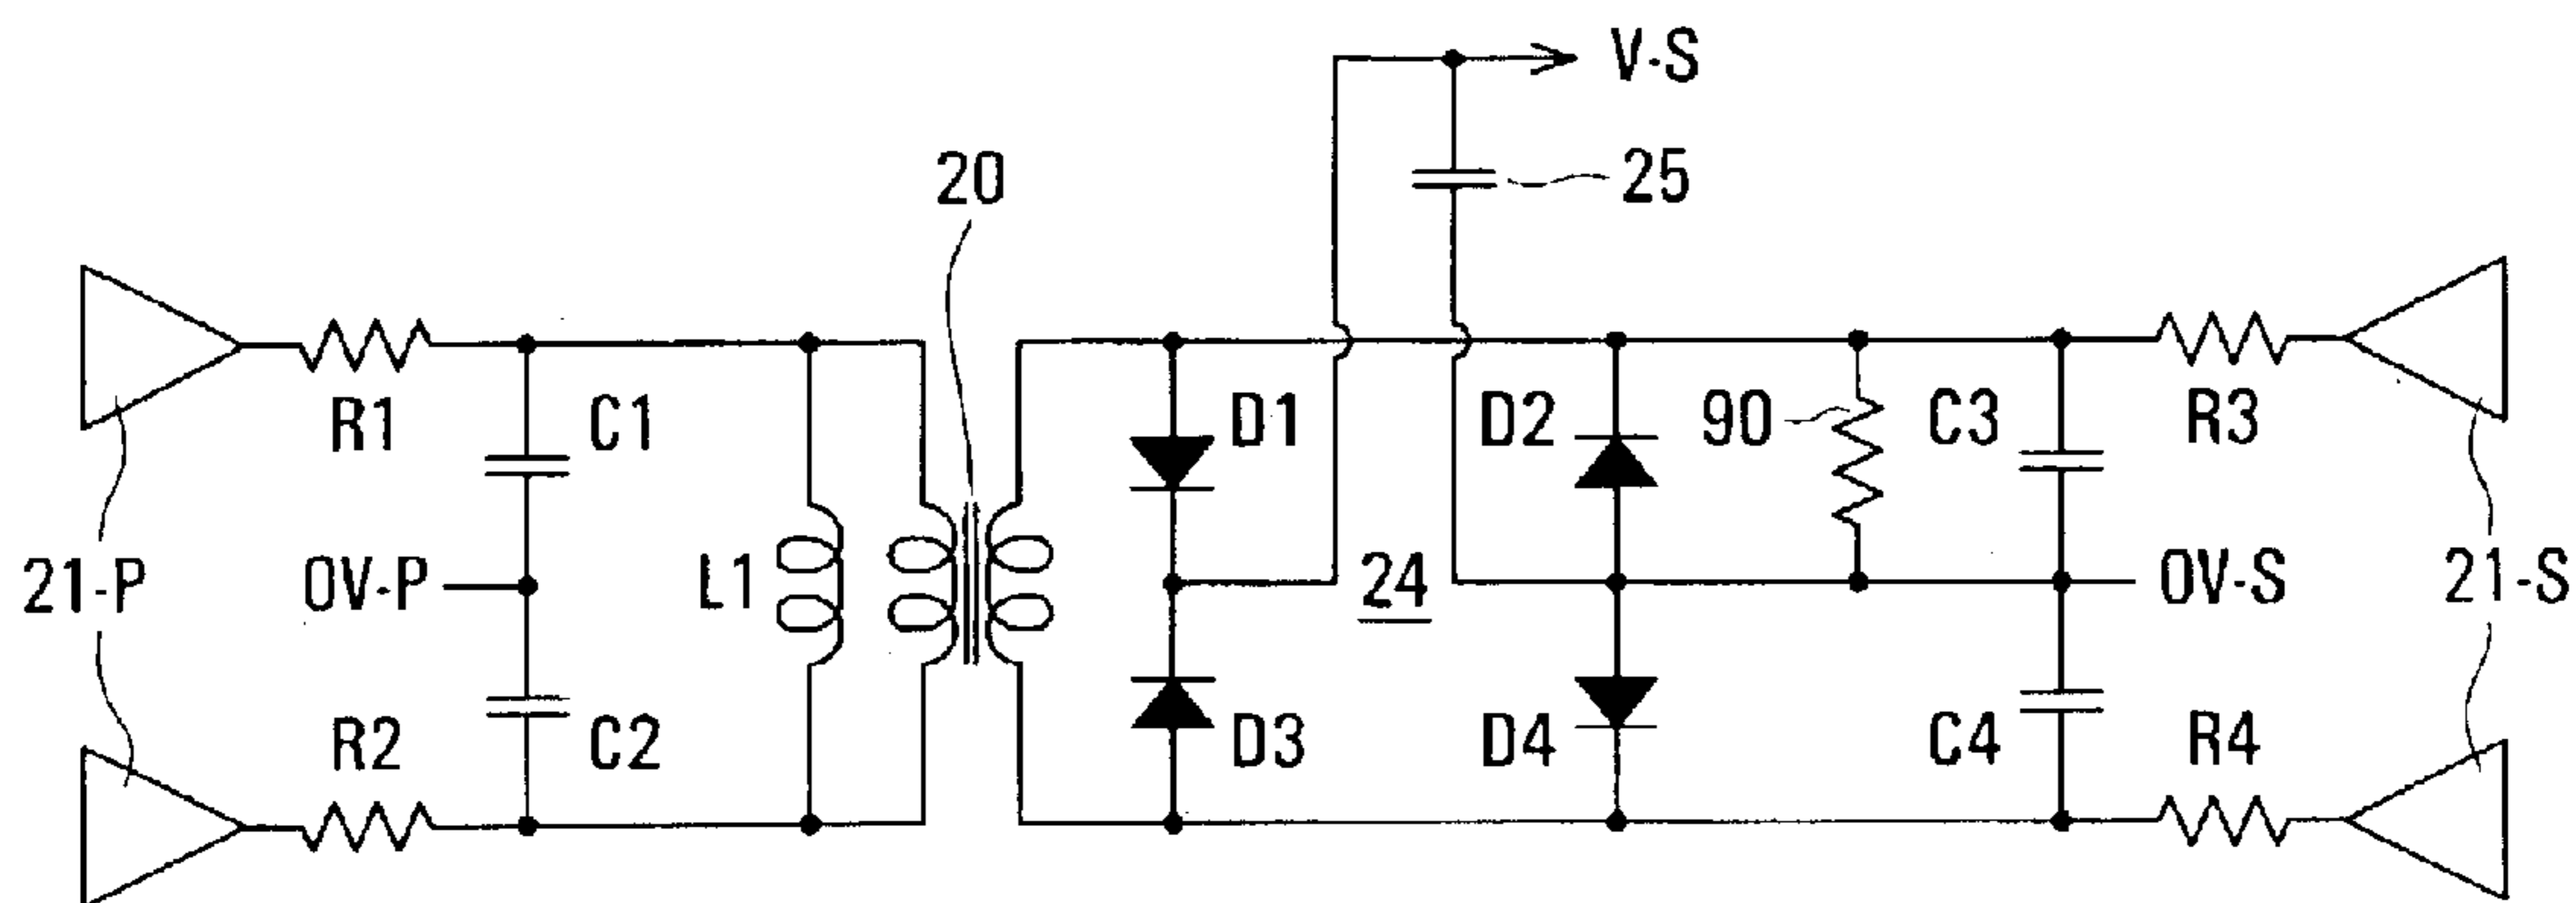 V-S
20
25
R1
C1
D1
D2
90
C3
R3
21-P
0V-P
L1
24
0V-S
21-S
R2
C2
D3
D4
C4
R4